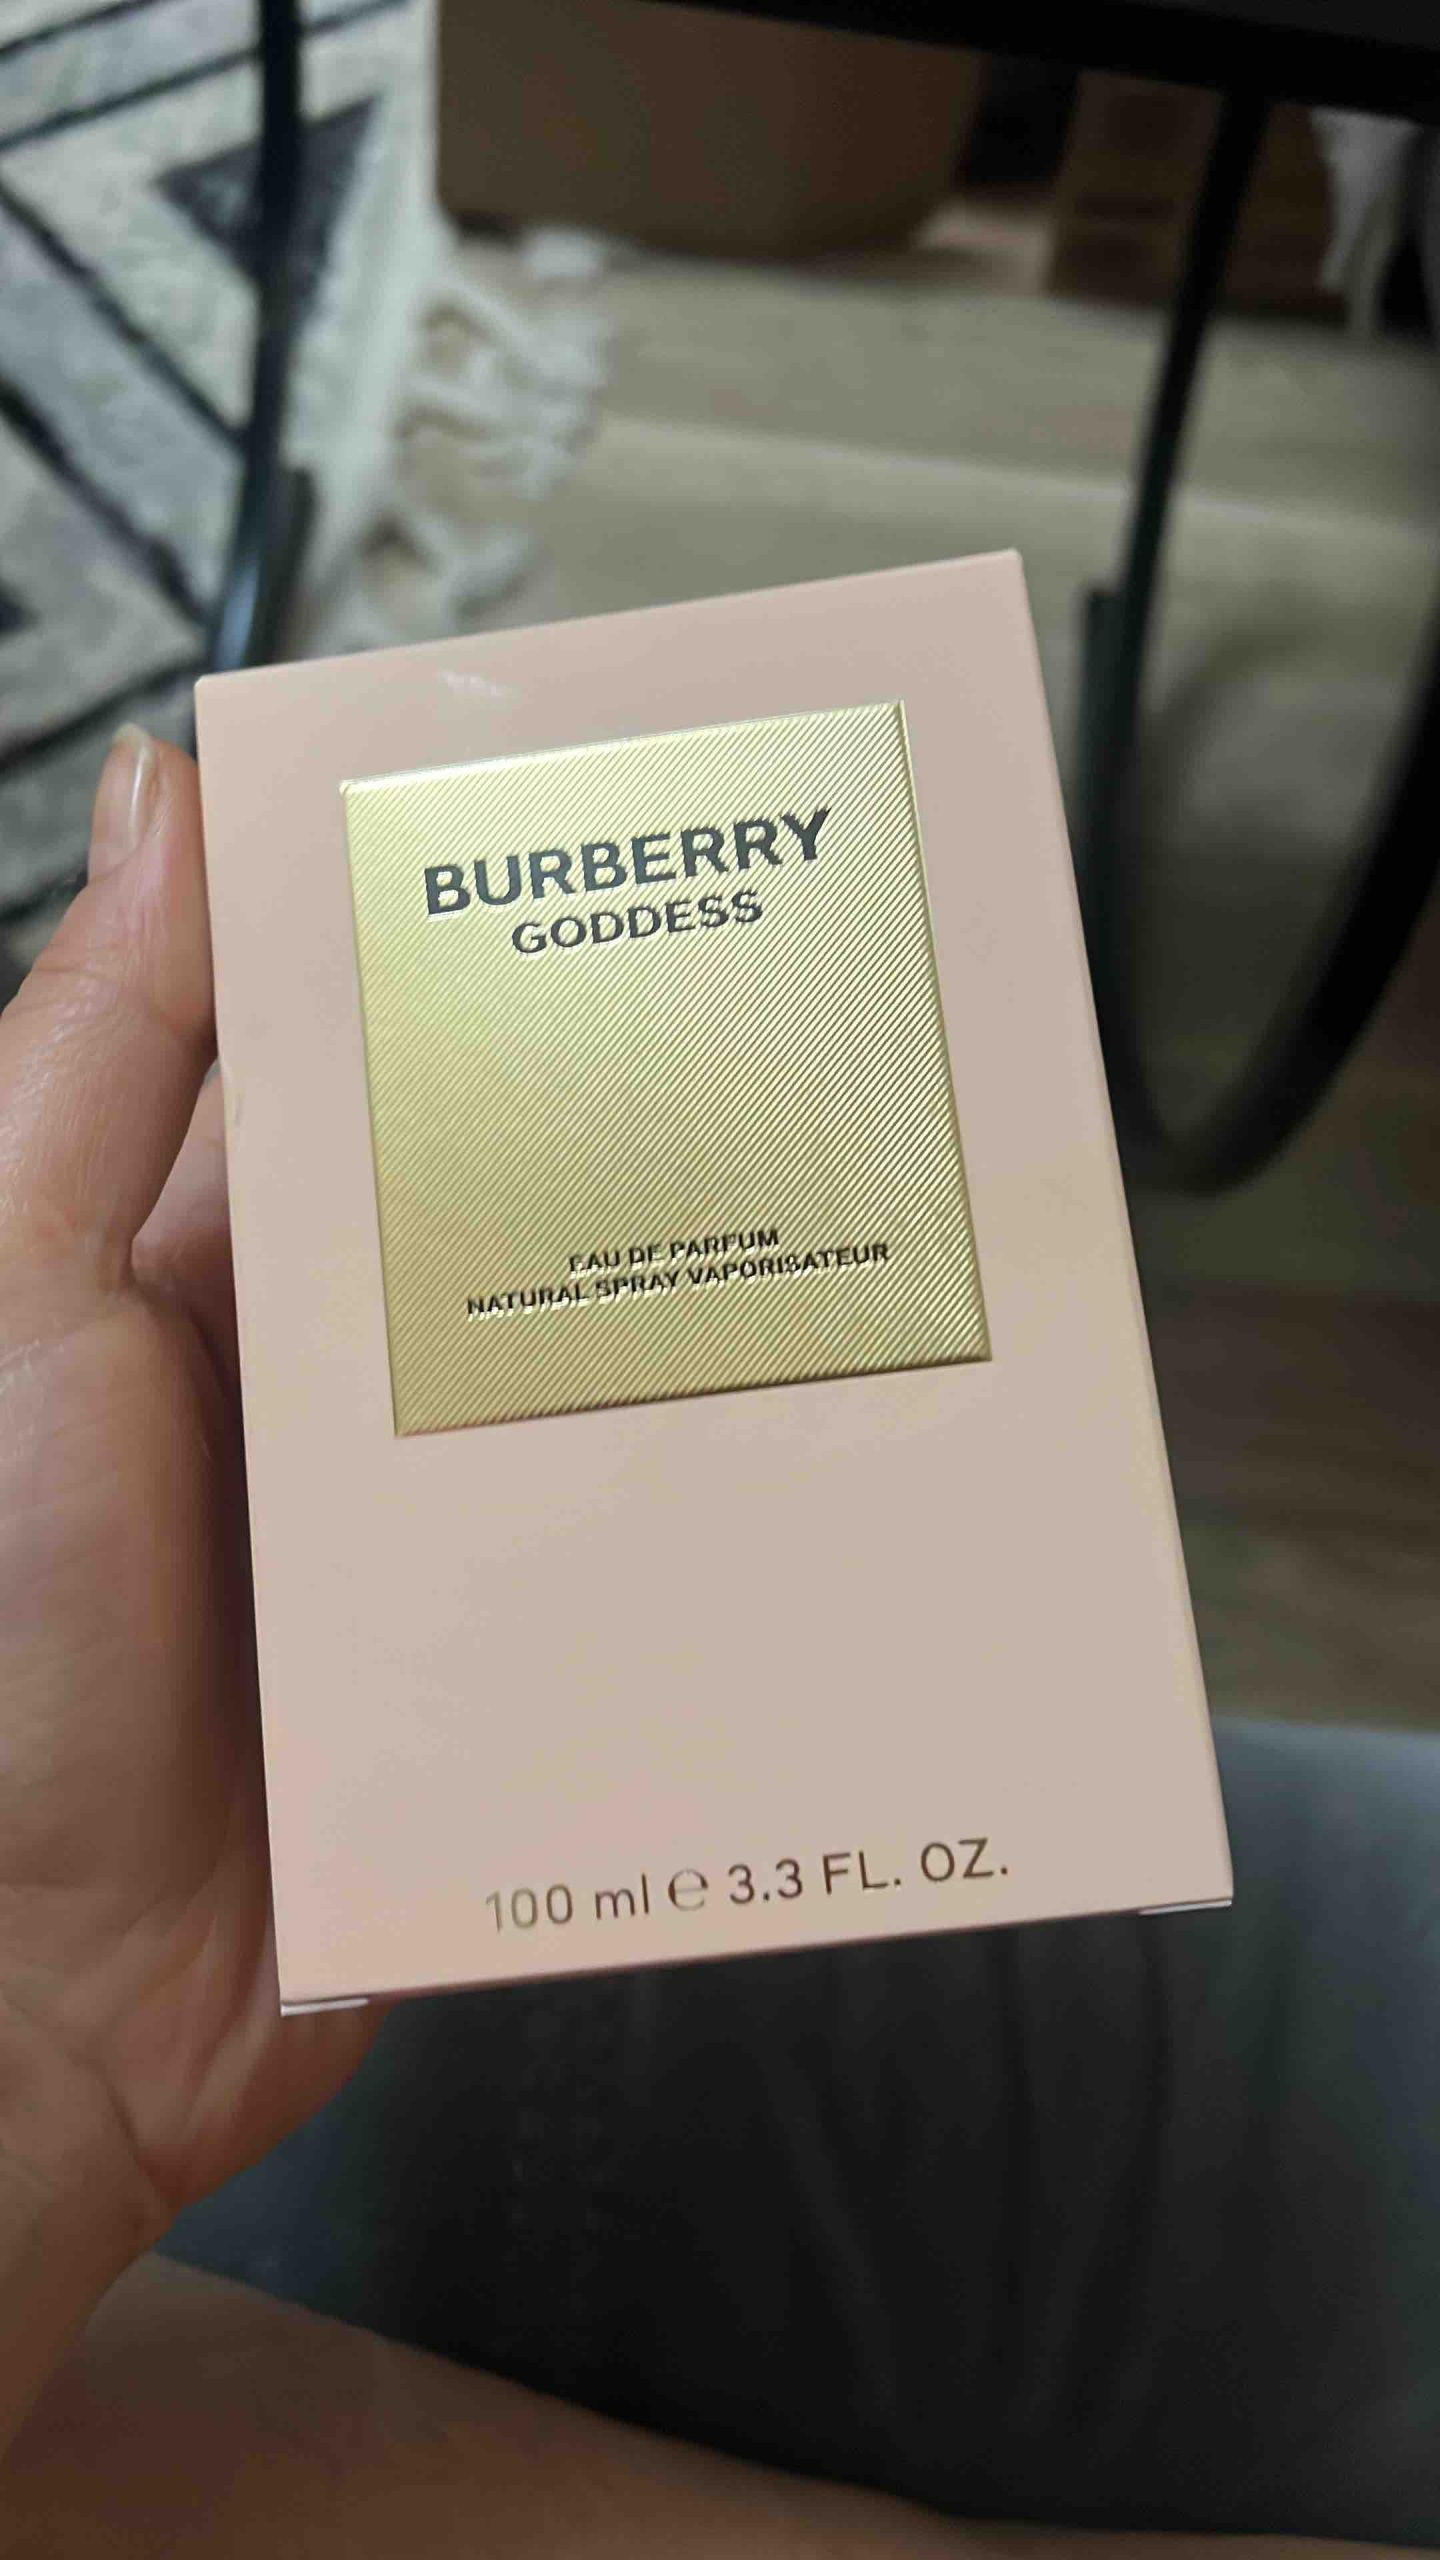 BURBERRY
GODDESS
EAU DE PARFUM
NATURAL SPRAY VAPORISATEUR
100 ml ℮ 3.3 FL. OZ.